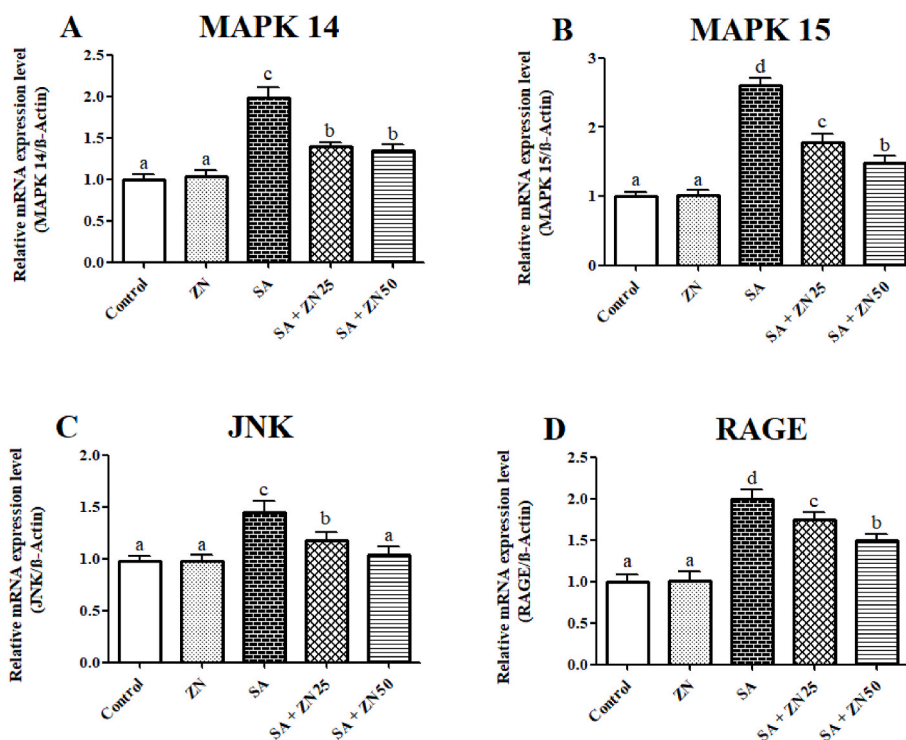 A
MAPK 14
Relative mRNA expression level
(MAPK 14/ß-Actin)
2.5
2.0
1.5
1.0
0.5
0.0
a
a
c
b
b
Control
ZN
SA
SA + ZN25
SA + ZN50
B
MAPK 15
Relative mRNA expression level
(MAPK 15/ß-Actin)
3
2
1
0
a
a
d
c
b
Control
ZN
SA
SA + ZN25
SA + ZN50
C
JNK
Relative mRNA expression level
(JNK/ß-Actin)
2.0
1.5
1.0
0.5
0.0
a
a
c
b
a
Control
ZN
SA
SA + ZN25
SA + ZN50
D
RAGE
Relative mRNA expression level
(RAGE/ß-Actin)
2.5
2.0
1.5
1.0
0.5
0.0
a
a
d
c
b
Control
ZN
SA
SA + ZN25
SA + ZN50